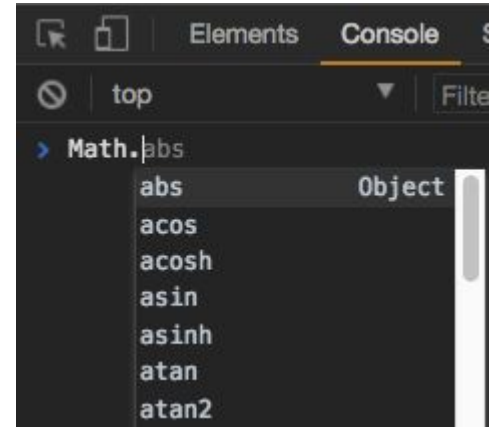 Elements Console
top Filte
> Math.abs
abs Object
acos
acosh
asin
asinh
atan
atan2